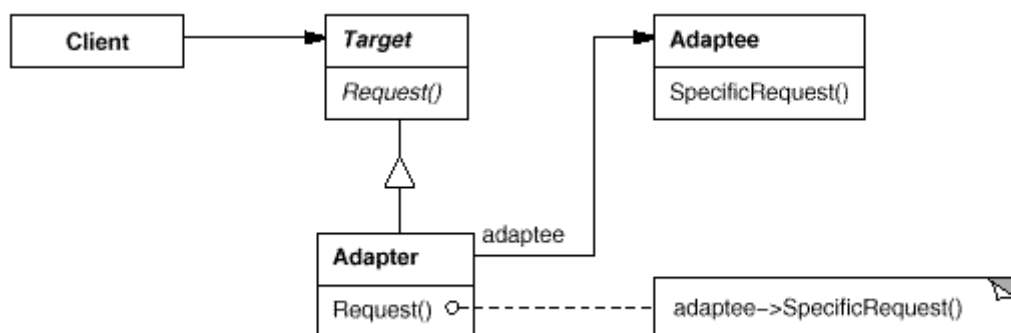 Client
Target
Request()
Adaptee
SpecificRequest()
adaptee
Adapter
Request()
adaptee->SpecificRequest()